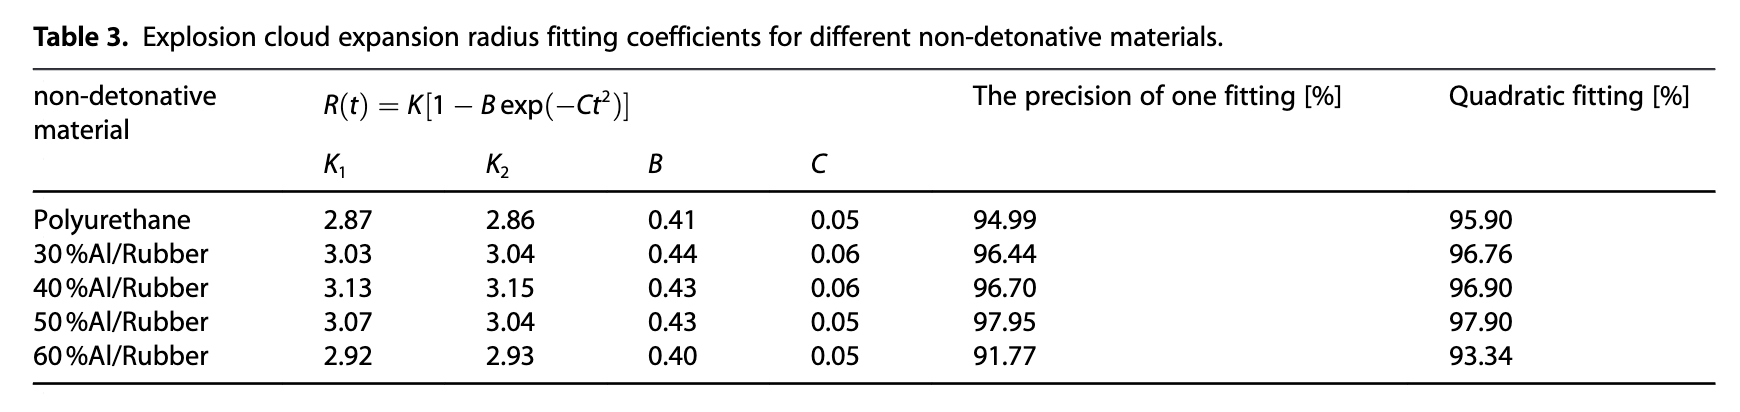 Table 3. Explosion cloud expansion radius fitting coefficients for different non-detonative materials.
non-detonative material R(t) = K[1 − B exp(−Ct²)] The precision of one fitting [%] Quadratic fitting [%]
K₁ K₂ B C
Polyurethane 2.87 2.86 0.41 0.05 94.99 95.90
30 %Al/Rubber 3.03 3.04 0.44 0.06 96.44 96.76
40 %Al/Rubber 3.13 3.15 0.43 0.06 96.70 96.90
50 %Al/Rubber 3.07 3.04 0.43 0.05 97.95 97.90
60 %Al/Rubber 2.92 2.93 0.40 0.05 91.77 93.34